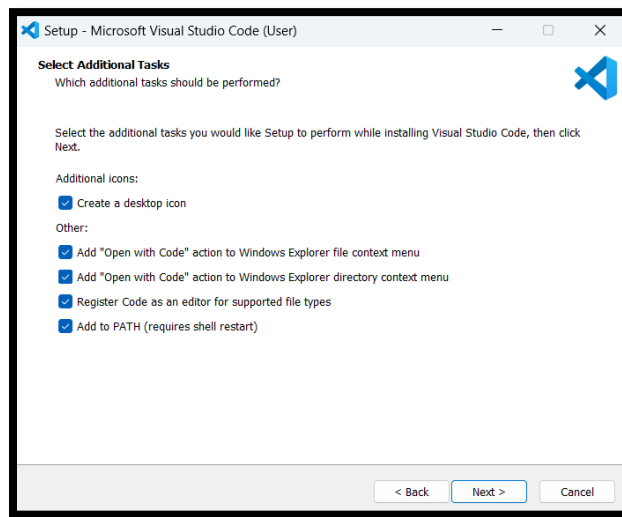 Setup - Microsoft Visual Studio Code (User)
Select Additional Tasks
Which additional tasks should be performed?
Select the additional tasks you would like Setup to perform while installing Visual Studio Code, then click
Next.
Additional icons:
Create a desktop icon
Other:
Add "Open with Code" action to Windows Explorer file context menu
Add "Open with Code" action to Windows Explorer directory context menu
Register Code as an editor for supported file types
Add to PATH (requires shell restart)
< Back Next > Cancel